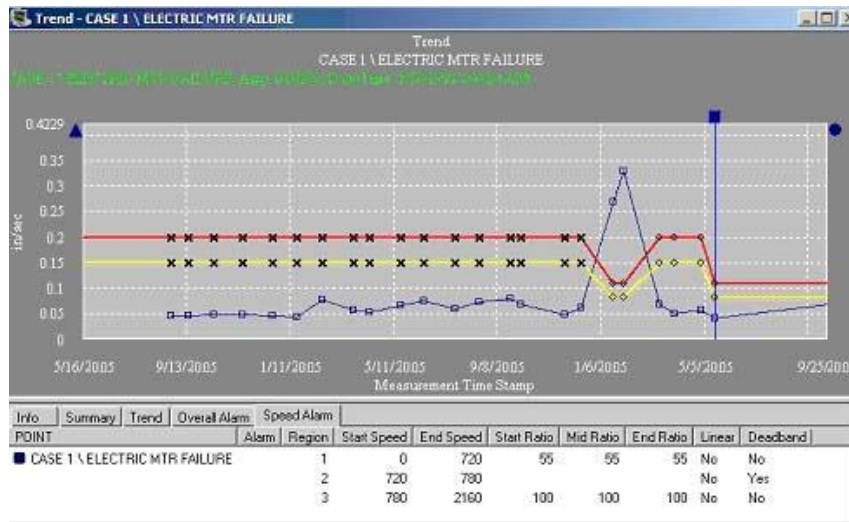 Trend - CASE 1 \ ELECTRIC MTR FAILURE
Trend
CASE 1 \ ELECTRIC MTR FAILURE
CASE 1 \ ELECTRIC MTR FAILURE
0.4229
0.35
0.3
0.25
0.2
0.15
0.1
0.05
0
in/sec
5/16/2005 9/13/2005 1/11/2005 5/11/2005 9/8/2005 1/6/2005 5/5/2005 9/25/200
Measurement Time Stamp
Info Summary Trend Overall Alarm Speed Alarm
POINT Alarm Region Start Speed End Speed Start Ratio Mid Ratio End Ratio Linear Deadband
CASE 1 \ ELECTRIC MTR FAILURE 1 0 720 55 55 55 No No
2 720 780 No Yes
3 780 2160 100 100 100 No No